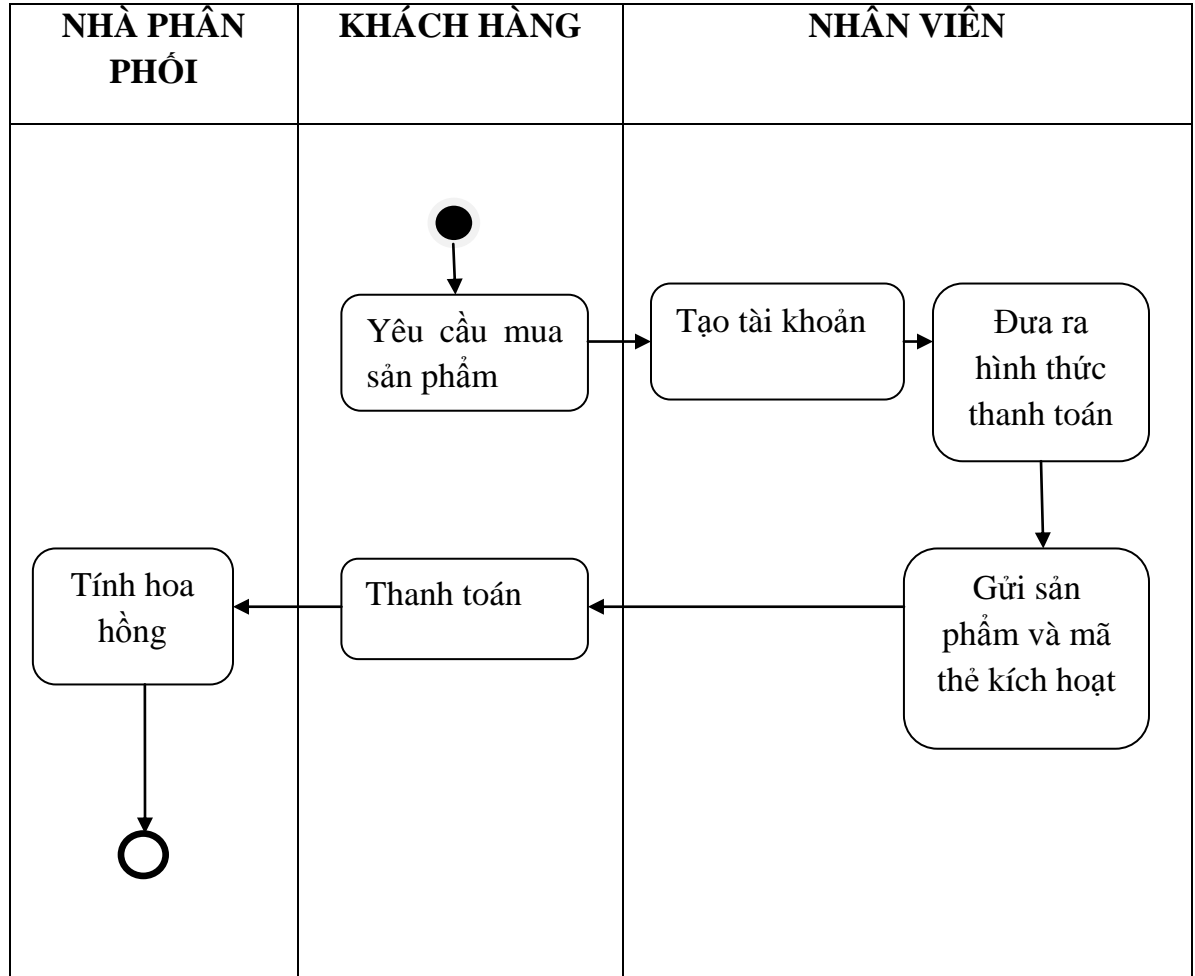 NHÀ PHÂN
PHỐI
KHÁCH HÀNG
NHÂN VIÊN
Yêu cầu mua
sản phẩm
Tạo tài khoản
Đưa ra
hình thức
thanh toán
Tính hoa
hồng
Thanh toán
Gửi sản
phẩm và mã
thẻ kích hoạt